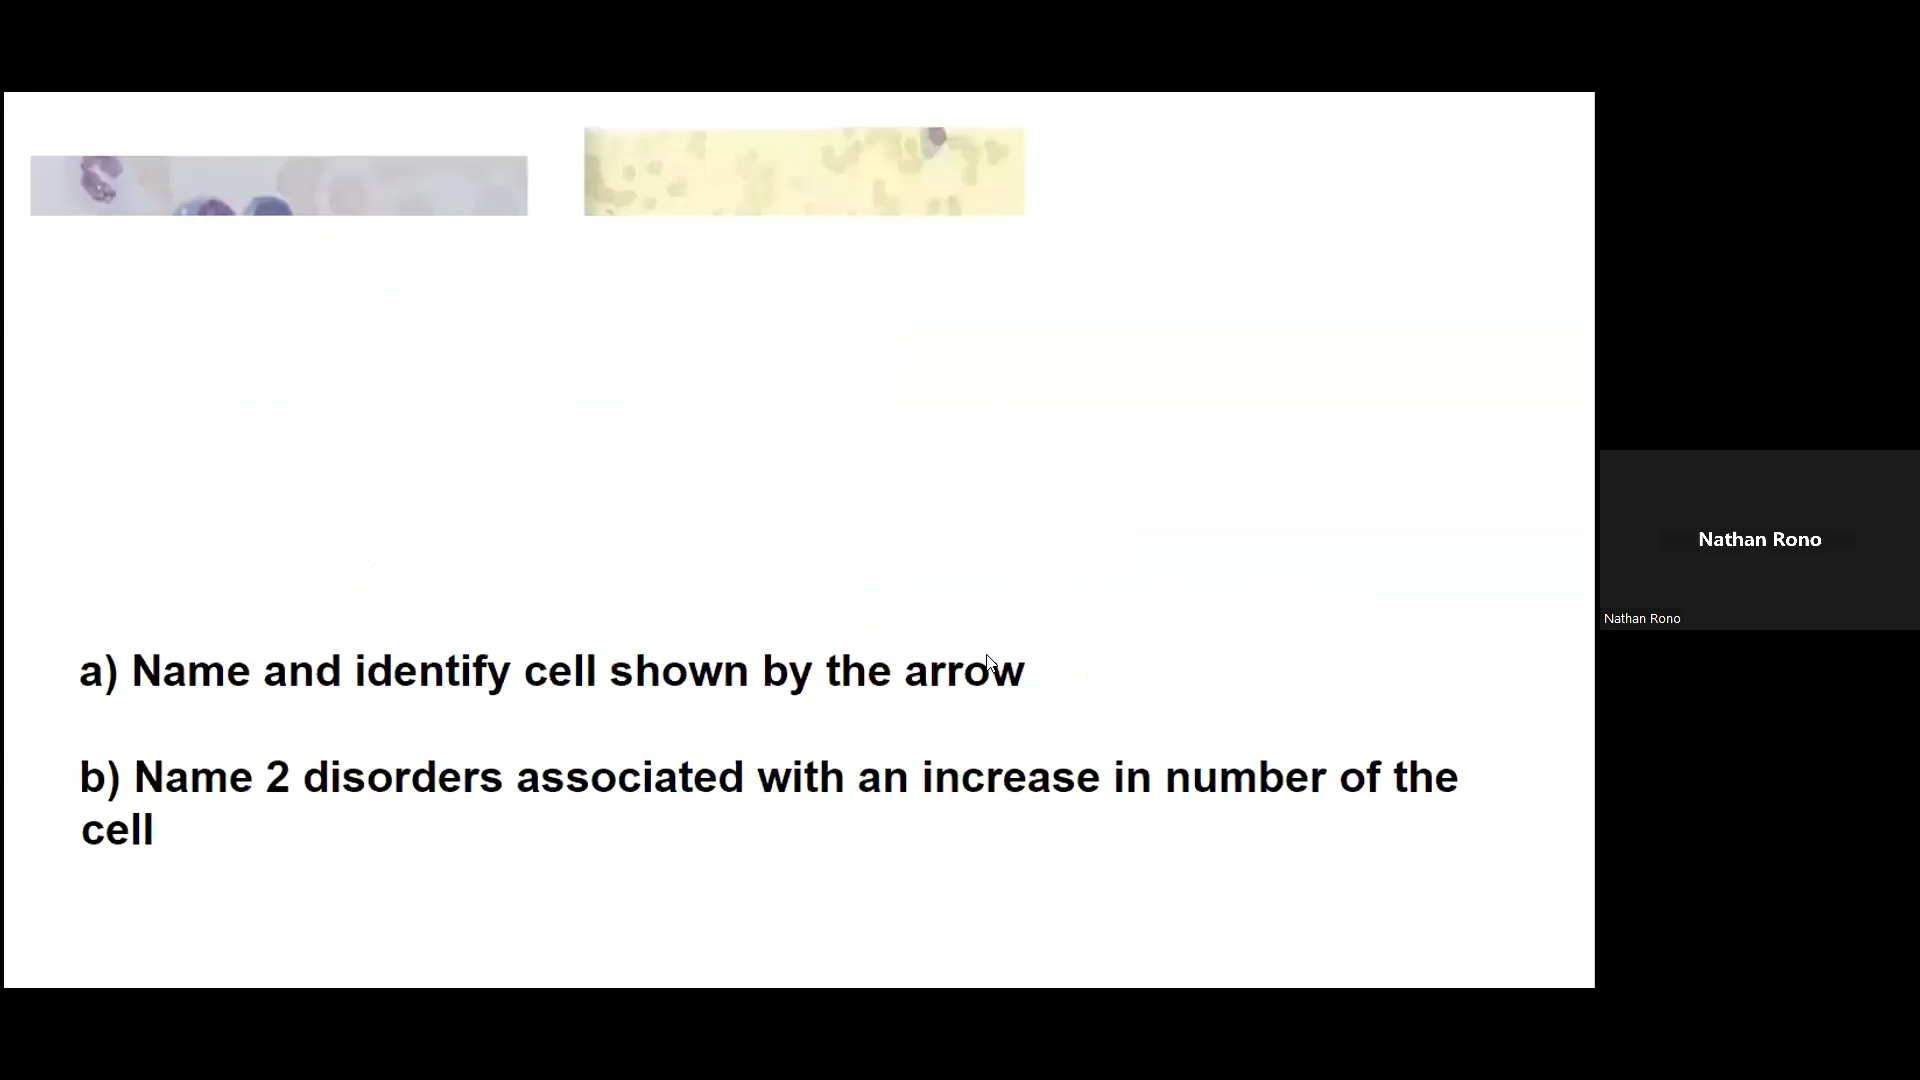 a) Name and identify cell shown by the arrow
b) Name 2 disorders associated with an increase in number of the
cell
Nathan Rono
Nathan Rono